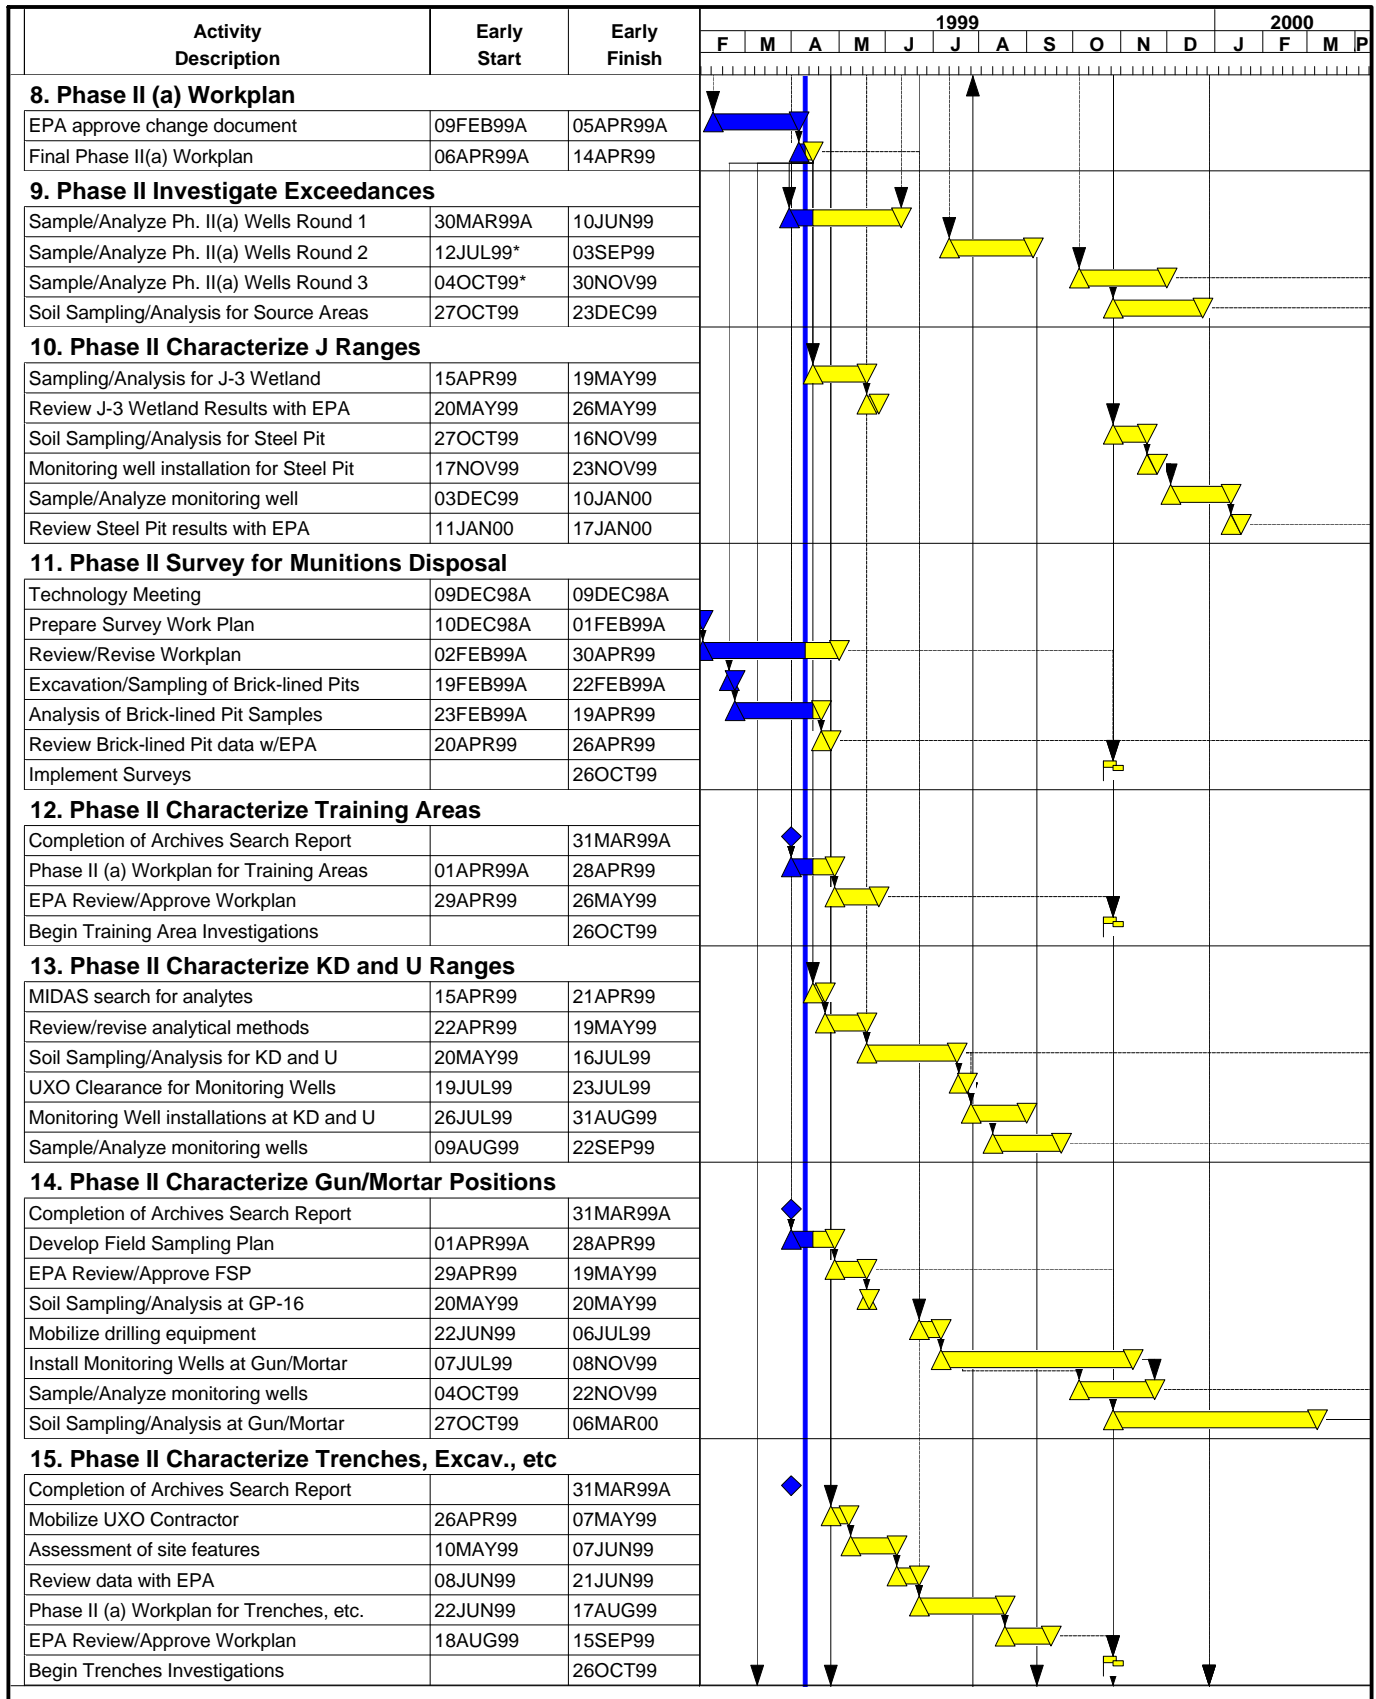 Activity Early Early 1999 2000
Description Start Finish F M A M J J A S O N D J F M P
8. Phase II (a) Workplan
EPA approve change document 09FEB99A 05APR99A
Final Phase II(a) Workplan 06APR99A 14APR99
9. Phase II Investigate Exceedances
Sample/Analyze Ph. II(a) Wells Round 1 30MAR99A 10JUN99
Sample/Analyze Ph. II(a) Wells Round 2 12JUL99* 03SEP99
Sample/Analyze Ph. II(a) Wells Round 3 04OCT99* 30NOV99
Soil Sampling/Analysis for Source Areas 27OCT99 23DEC99
10. Phase II Characterize J Ranges
Sampling/Analysis for J-3 Wetland 15APR99 19MAY99
Review J-3 Wetland Results with EPA 20MAY99 26MAY99
Soil Sampling/Analysis for Steel Pit 27OCT99 16NOV99
Monitoring well installation for Steel Pit 17NOV99 23NOV99
Sample/Analyze monitoring well 03DEC99 10JAN00
Review Steel Pit results with EPA 11JAN00 17JAN00
11. Phase II Survey for Munitions Disposal
Technology Meeting 09DEC98A 09DEC98A
Prepare Survey Work Plan 10DEC98A 01FEB99A
Review/Revise Workplan 02FEB99A 30APR99
Excavation/Sampling of Brick-lined Pits 19FEB99A 22FEB99A
Analysis of Brick-lined Pit Samples 23FEB99A 19APR99
Review Brick-lined Pit data w/EPA 20APR99 26APR99
Implement Surveys 26OCT99
12. Phase II Characterize Training Areas
Completion of Archives Search Report 31MAR99A
Phase II (a) Workplan for Training Areas 01APR99A 28APR99
EPA Review/Approve Workplan 29APR99 26MAY99
Begin Training Area Investigations 26OCT99
13. Phase II Characterize KD and U Ranges
MIDAS search for analytes 15APR99 21APR99
Review/revise analytical methods 22APR99 19MAY99
Soil Sampling/Analysis for KD and U 20MAY99 16JUL99
UXO Clearance for Monitoring Wells 19JUL99 23JUL99
Monitoring Well installations at KD and U 26JUL99 31AUG99
Sample/Analyze monitoring wells 09AUG99 22SEP99
14. Phase II Characterize Gun/Mortar Positions
Completion of Archives Search Report 31MAR99A
Develop Field Sampling Plan 01APR99A 28APR99
EPA Review/Approve FSP 29APR99 19MAY99
Soil Sampling/Analysis at GP-16 20MAY99 20MAY99
Mobilize drilling equipment 22JUN99 06JUL99
Install Monitoring Wells at Gun/Mortar 07JUL99 08NOV99
Sample/Analyze monitoring wells 04OCT99 22NOV99
Soil Sampling/Analysis at Gun/Mortar 27OCT99 06MAR00
15. Phase II Characterize Trenches, Excav., etc
Completion of Archives Search Report 31MAR99A
Mobilize UXO Contractor 26APR99 07MAY99
Assessment of site features 10MAY99 07JUN99
Review data with EPA 08JUN99 21JUN99
Phase II (a) Workplan for Trenches, etc. 22JUN99 17AUG99
EPA Review/Approve Workplan 18AUG99 15SEP99
Begin Trenches Investigations 26OCT99